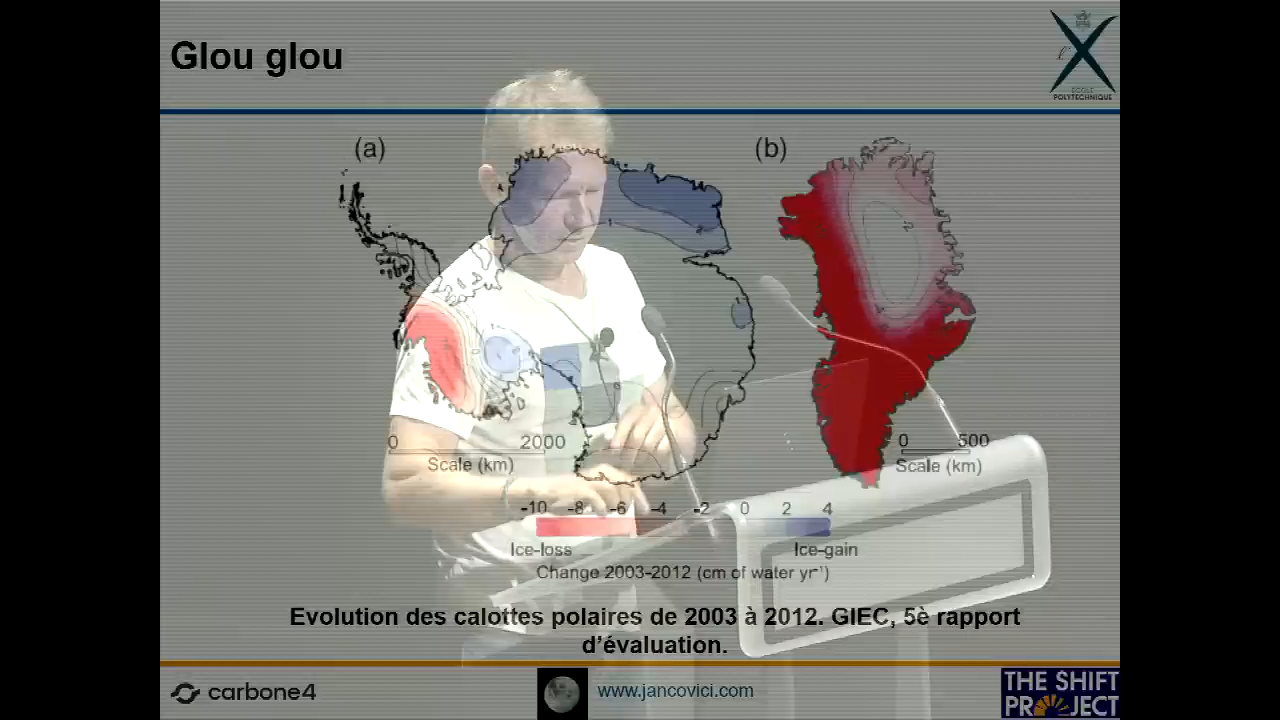 Glou glou
l'X
ÉCOLE
POLYTECHNIQUE
(a)
(b)
0 2000
Scale (km)
0 500
Scale (km)
-10 -8 -6 -4 -2 0 2 4
Ice-loss Ice-gain
Change 2003-2012 (cm of water yr⁻¹)
Evolution des calottes polaires de 2003 à 2012. GIEC, 5è rapport
d'évaluation.
carbone4
www.jancovici.com
THE SHIFT
PROJECT